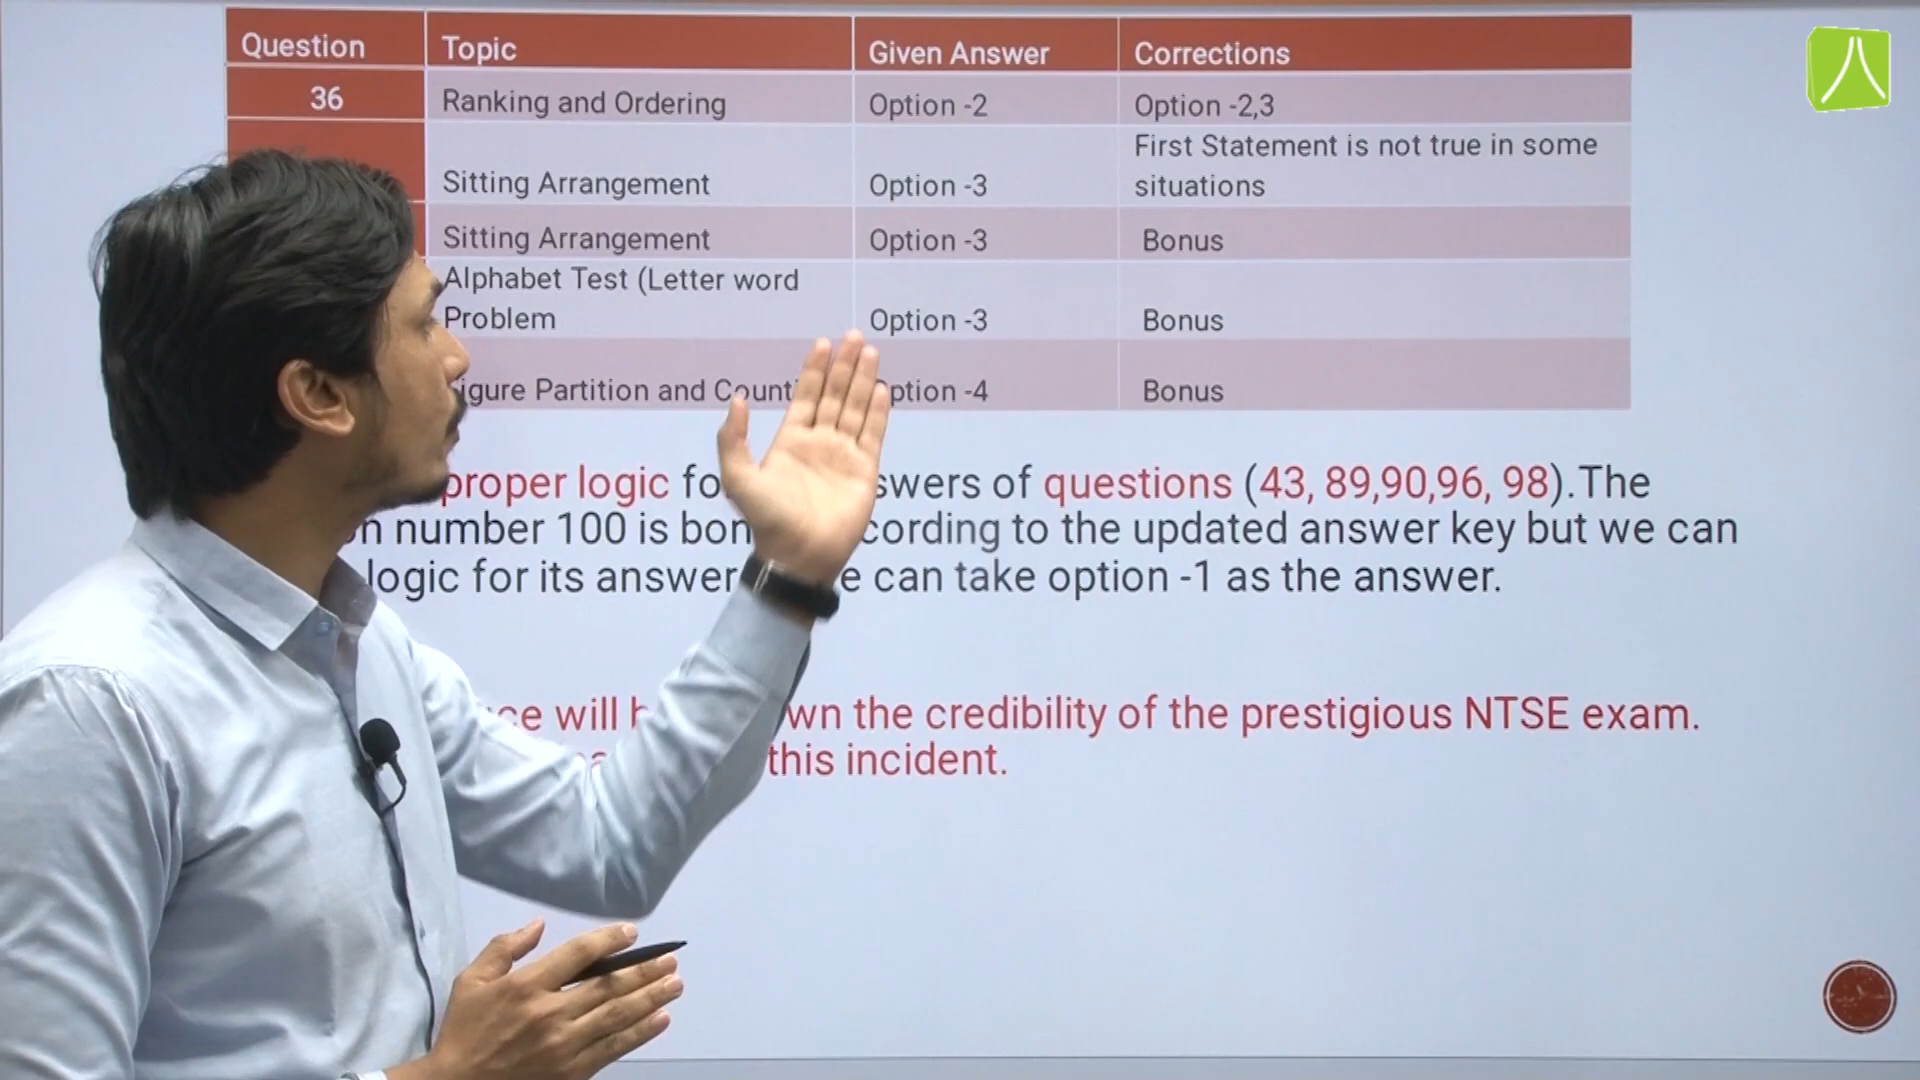 Question Topic Given Answer Corrections
36 Ranking and Ordering Option -2 Option -2,3
First Statement is not true in some
Sitting Arrangement Option -3 situations
Sitting Arrangement Option -3 Bonus
Alphabet Test (Letter word
Problem Option -3 Bonus
igure Partition and Count ption -4 Bonus
proper logic fo swers of questions (43, 89,90,96, 98).The
n number 100 is bon cording to the updated answer key but we can
logic for its answer e can take option -1 as the answer.
ce will b wn the credibility of the prestigious NTSE exam.
this incident.